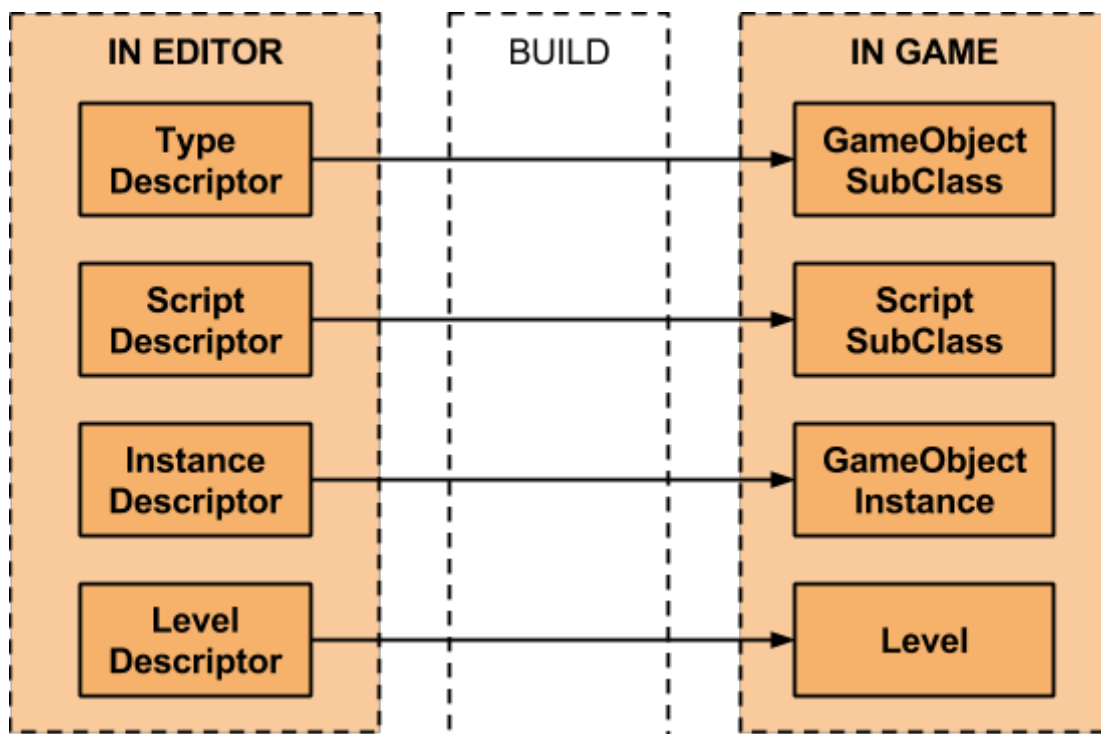 IN EDITOR
BUILD
IN GAME
Type
Descriptor
GameObject
SubClass
Script
Descriptor
Script
SubClass
Instance
Descriptor
GameObject
Instance
Level
Descriptor
Level